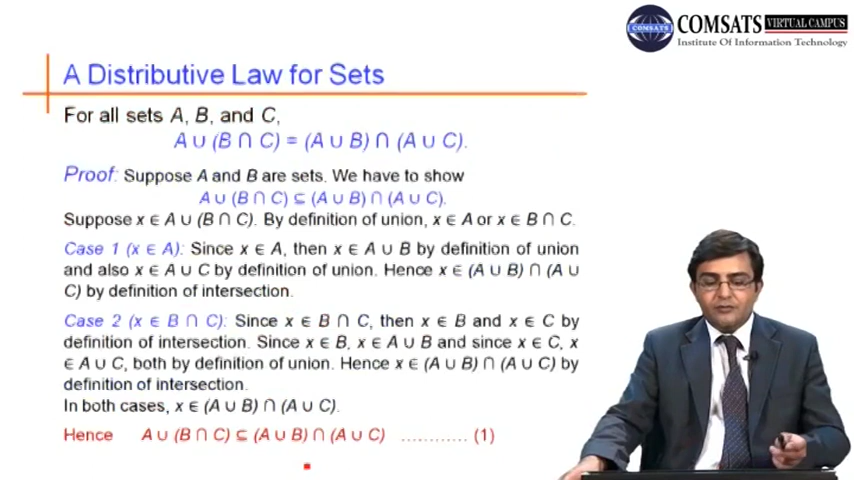 COMSATS VIRTUAL CAMPUS
Institute Of Information Technology
A Distributive Law for Sets
For all sets A, B, and C,
A ∪ (B ∩ C) = (A ∪ B) ∩ (A ∪ C).
Proof: Suppose A and B are sets. We have to show
A ∪ (B ∩ C) ⊆ (A ∪ B) ∩ (A ∪ C).
Suppose x ∈ A ∪ (B ∩ C). By definition of union, x ∈ A or x ∈ B ∩ C.
Case 1 (x ∈ A): Since x ∈ A, then x ∈ A ∪ B by definition of union
and also x ∈ A ∪ C by definition of union. Hence x ∈ (A ∪ B) ∩ (A ∪
C) by definition of intersection.
Case 2 (x ∈ B ∩ C): Since x ∈ B ∩ C, then x ∈ B and x ∈ C by
definition of intersection. Since x ∈ B, x ∈ A ∪ B and since x ∈ C, x
∈ A ∪ C, both by definition of union. Hence x ∈ (A ∪ B) ∩ (A ∪ C) by
definition of intersection.
In both cases, x ∈ (A ∪ B) ∩ (A ∪ C).
Hence A ∪ (B ∩ C) ⊆ (A ∪ B) ∩ (A ∪ C) ............ (1)